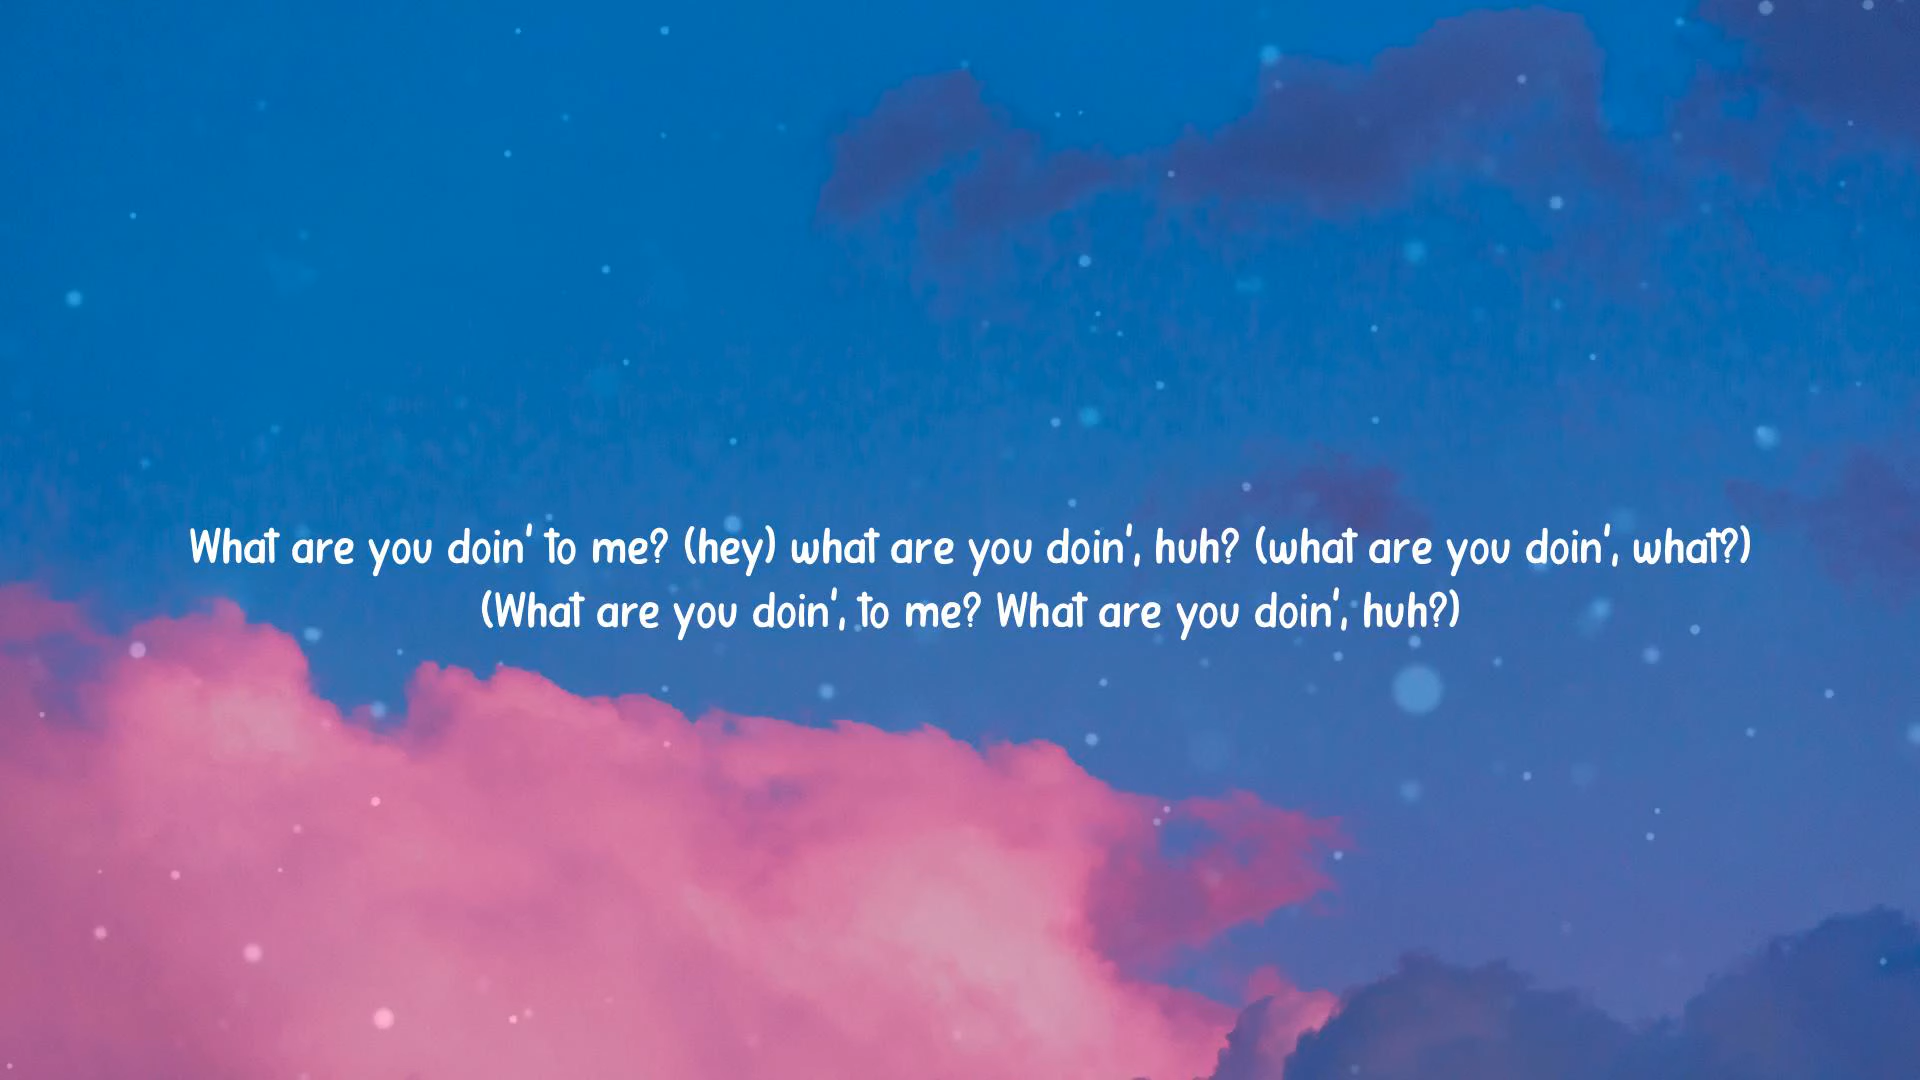 What are you doin' to me? (hey) what are you doin', huh? (what are you doin', what?)
(What are you doin', to me? What are you doin', huh?)